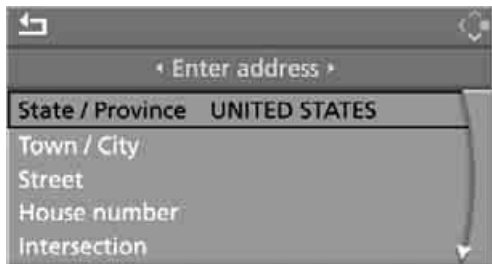 Enter address
State / Province UNITED STATES
Town / City
Street
House number
Intersection